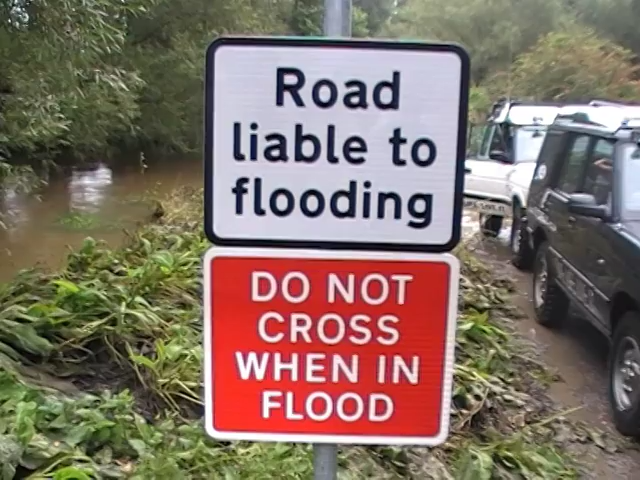 Road
liable to
flooding
DO NOT
CROSS
WHEN IN
FLOOD